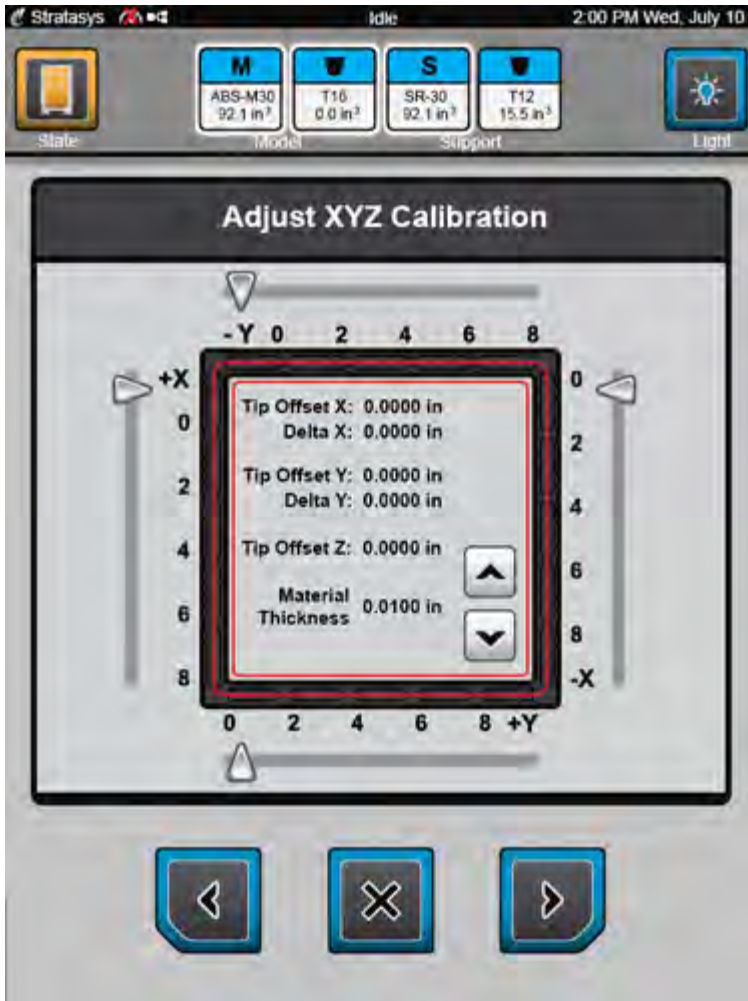 Stratasys Idle 2:00 PM Wed, July 10
M S
ABS-M30 T16 SR-30 T12
92.1 in³ 0.0 in³ 92.1 in³ 15.5 in³
State Model Support Light
Adjust XYZ Calibration
- Y 0 2 4 6 8
+X 0 2 4 6 8
Tip Offset X: 0.0000 in
Delta X: 0.0000 in
Tip Offset Y: 0.0000 in
Delta Y: 0.0000 in
Tip Offset Z: 0.0000 in
Material
Thickness 0.0100 in
0 2 4 6 8 -X
0 2 4 6 8 +Y